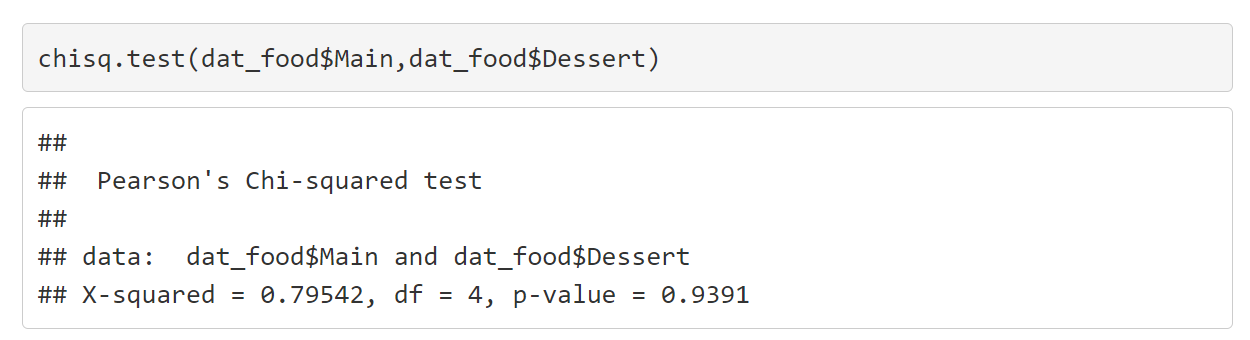 chisq.test(dat_food$Main,dat_food$Dessert)
##
##  Pearson's Chi-squared test
##
## data:  dat_food$Main and dat_food$Dessert
## X-squared = 0.79542, df = 4, p-value = 0.9391